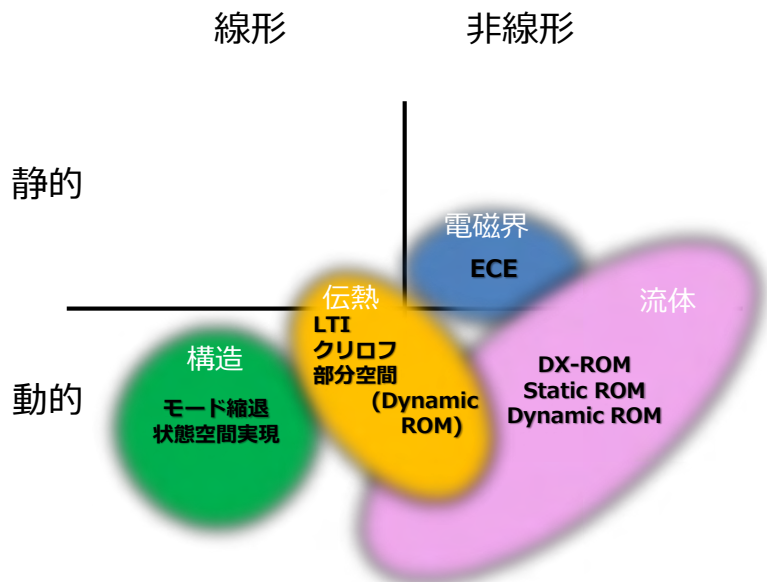 線形
非線形
静的
電磁界
ECE
伝熱
流体
LTI
クリロフ
部分空間
(Dynamic
ROM)
構造
モード縮退
状態空間実現
DX-ROM
Static ROM
Dynamic ROM
動的